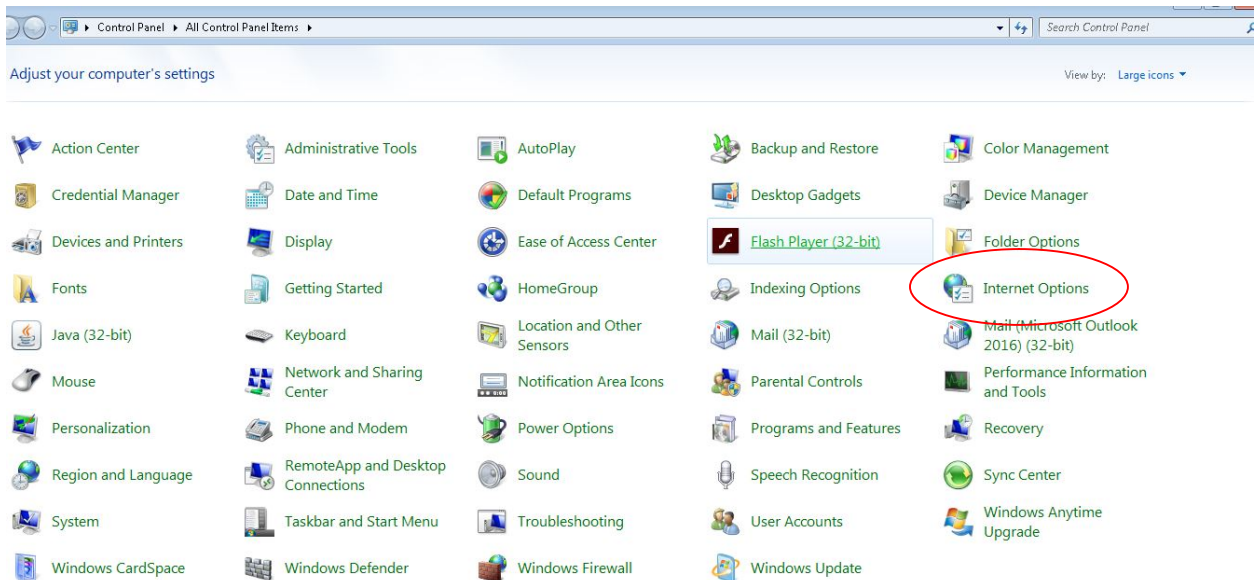 Control Panel ▸ All Control Panel Items ▸
Search Control Panel
Adjust your computer's settings
View by: Large icons
Action Center
Administrative Tools
AutoPlay
Backup and Restore
Color Management
Credential Manager
Date and Time
Default Programs
Desktop Gadgets
Device Manager
Devices and Printers
Display
Ease of Access Center
Flash Player (32-bit)
Folder Options
Fonts
Getting Started
HomeGroup
Indexing Options
Internet Options
Java (32-bit)
Keyboard
Location and Other
Sensors
Mail (32-bit)
Mail (Microsoft Outlook
2016) (32-bit)
Mouse
Network and Sharing
Center
Notification Area Icons
Parental Controls
Performance Information
and Tools
Personalization
Phone and Modem
Power Options
Programs and Features
Recovery
Region and Language
RemoteApp and Desktop
Connections
Sound
Speech Recognition
Sync Center
System
Taskbar and Start Menu
Troubleshooting
User Accounts
Windows Anytime
Upgrade
Windows CardSpace
Windows Defender
Windows Firewall
Windows Update